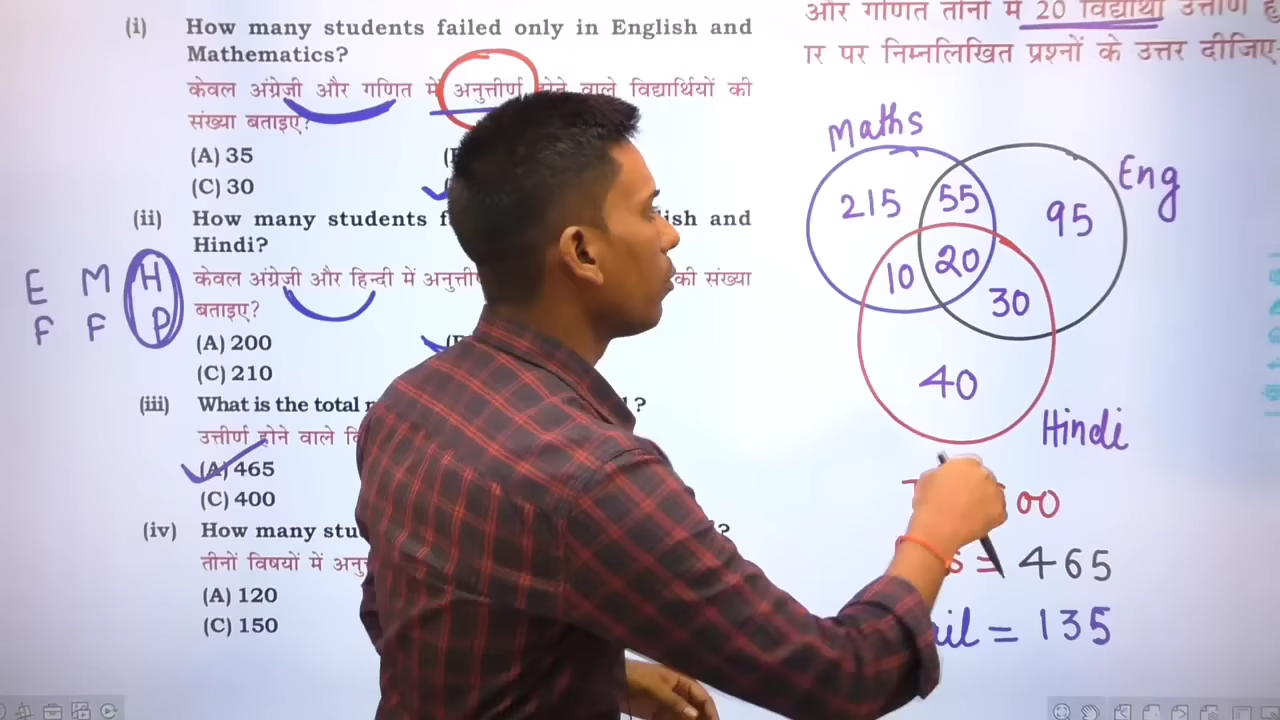 (i) How many students failed only in English and
Mathematics?
केवल अंग्रेजी और गणित में अनुत्तीर्ण होने वाले विद्यार्थियों की
संख्या बताइए?
(A) 35
(C) 30
(ii) How many students and
Hindi?
केवल अंग्रेजी और हिन्दी में की संख्या
बताइए?
(A) 200
(C) 210
(iii) What is the total ?
उत्तीर्ण होने वाले
(A) 465
(C) 400
(iv) How many ?
तीनों विषयों में
(A) 120
(C) 150
E M H
F F P
और गणित तीनों में 20 विद्यार्थी उत्तीर्ण
पर निम्नलिखित प्रश्नों के उत्तर दीजिए
Maths
Eng
215 55 95
10 20 30
40
Hindi
00
= 465
= 135